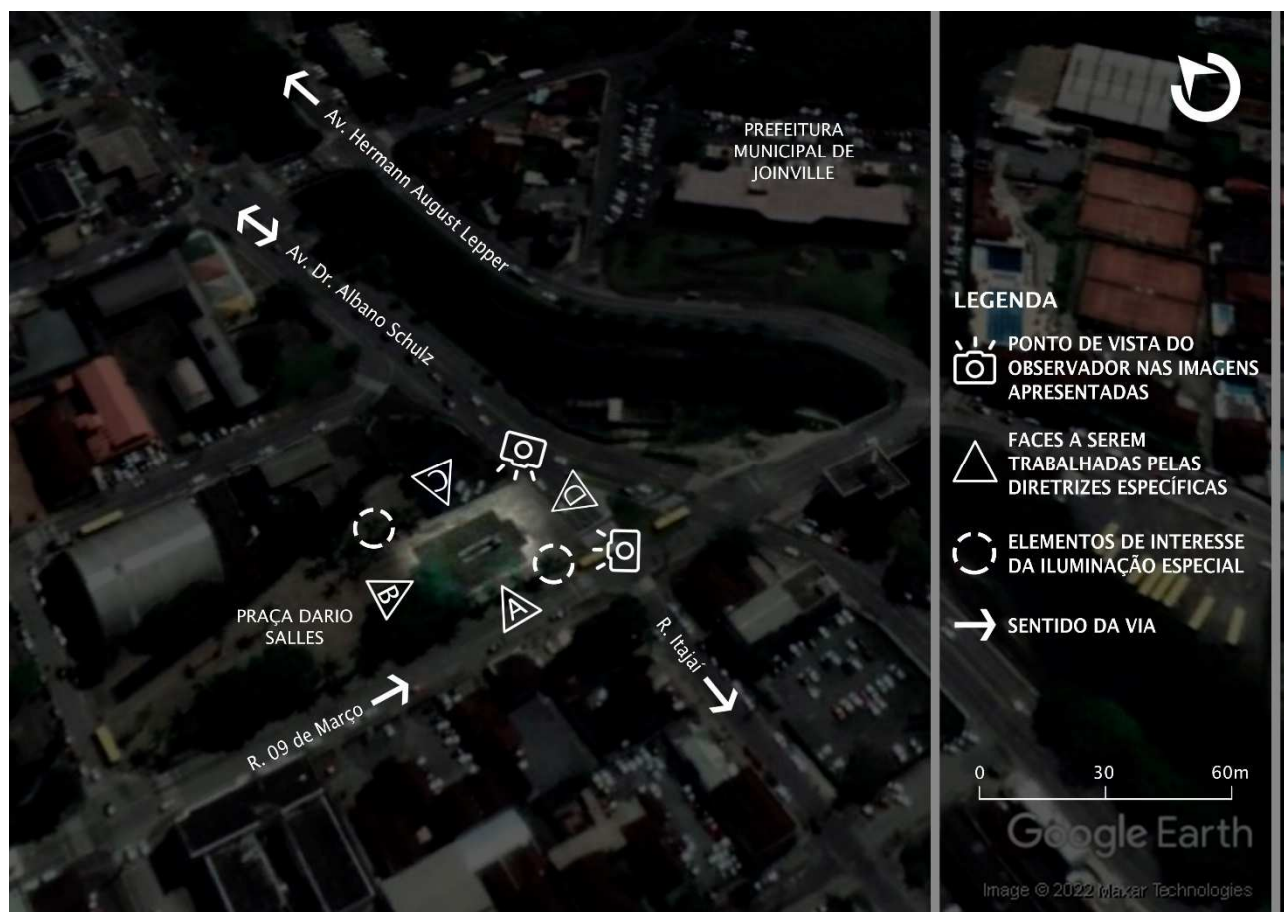 Av. Hermann August Lepper
PREFEITURA
MUNICIPAL DE
JOINVILLE
Av. Dr. Albano Schulz
C
D
B
A
PRAÇA DARIO
SALLES
R. Itajaí
R. 09 de Março
LEGENDA
PONTO DE VISTA DO
OBSERVADOR NAS IMAGENS
APRESENTADAS
FACES A SEREM
TRABALHADAS PELAS
DIRETRIZES ESPECÍFICAS
ELEMENTOS DE INTERESSE
DA ILUMINAÇÃO ESPECIAL
SENTIDO DA VIA
0 30 60m
Google Earth
Image © 2022 Maxar Technologies